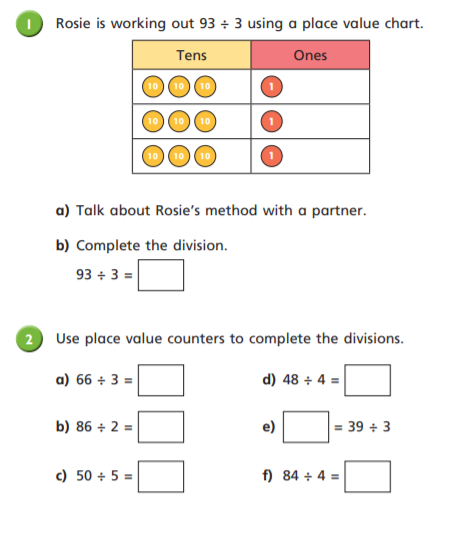 1 Rosie is working out 93 ÷ 3 using a place value chart.
Tens Ones
10 10 10 1
10 10 10 1
10 10 10 1
a) Talk about Rosie's method with a partner.
b) Complete the division.
93 ÷ 3 =
2 Use place value counters to complete the divisions.
a) 66 ÷ 3 = d) 48 ÷ 4 =
b) 86 ÷ 2 = e) = 39 ÷ 3
c) 50 ÷ 5 = f) 84 ÷ 4 =